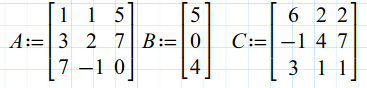 A:= [1 1 5; 3 2 7; 7 −1 0] B:= [5; 0; 4] C:= [6 2 2; −1 4 7; 3 1 1]